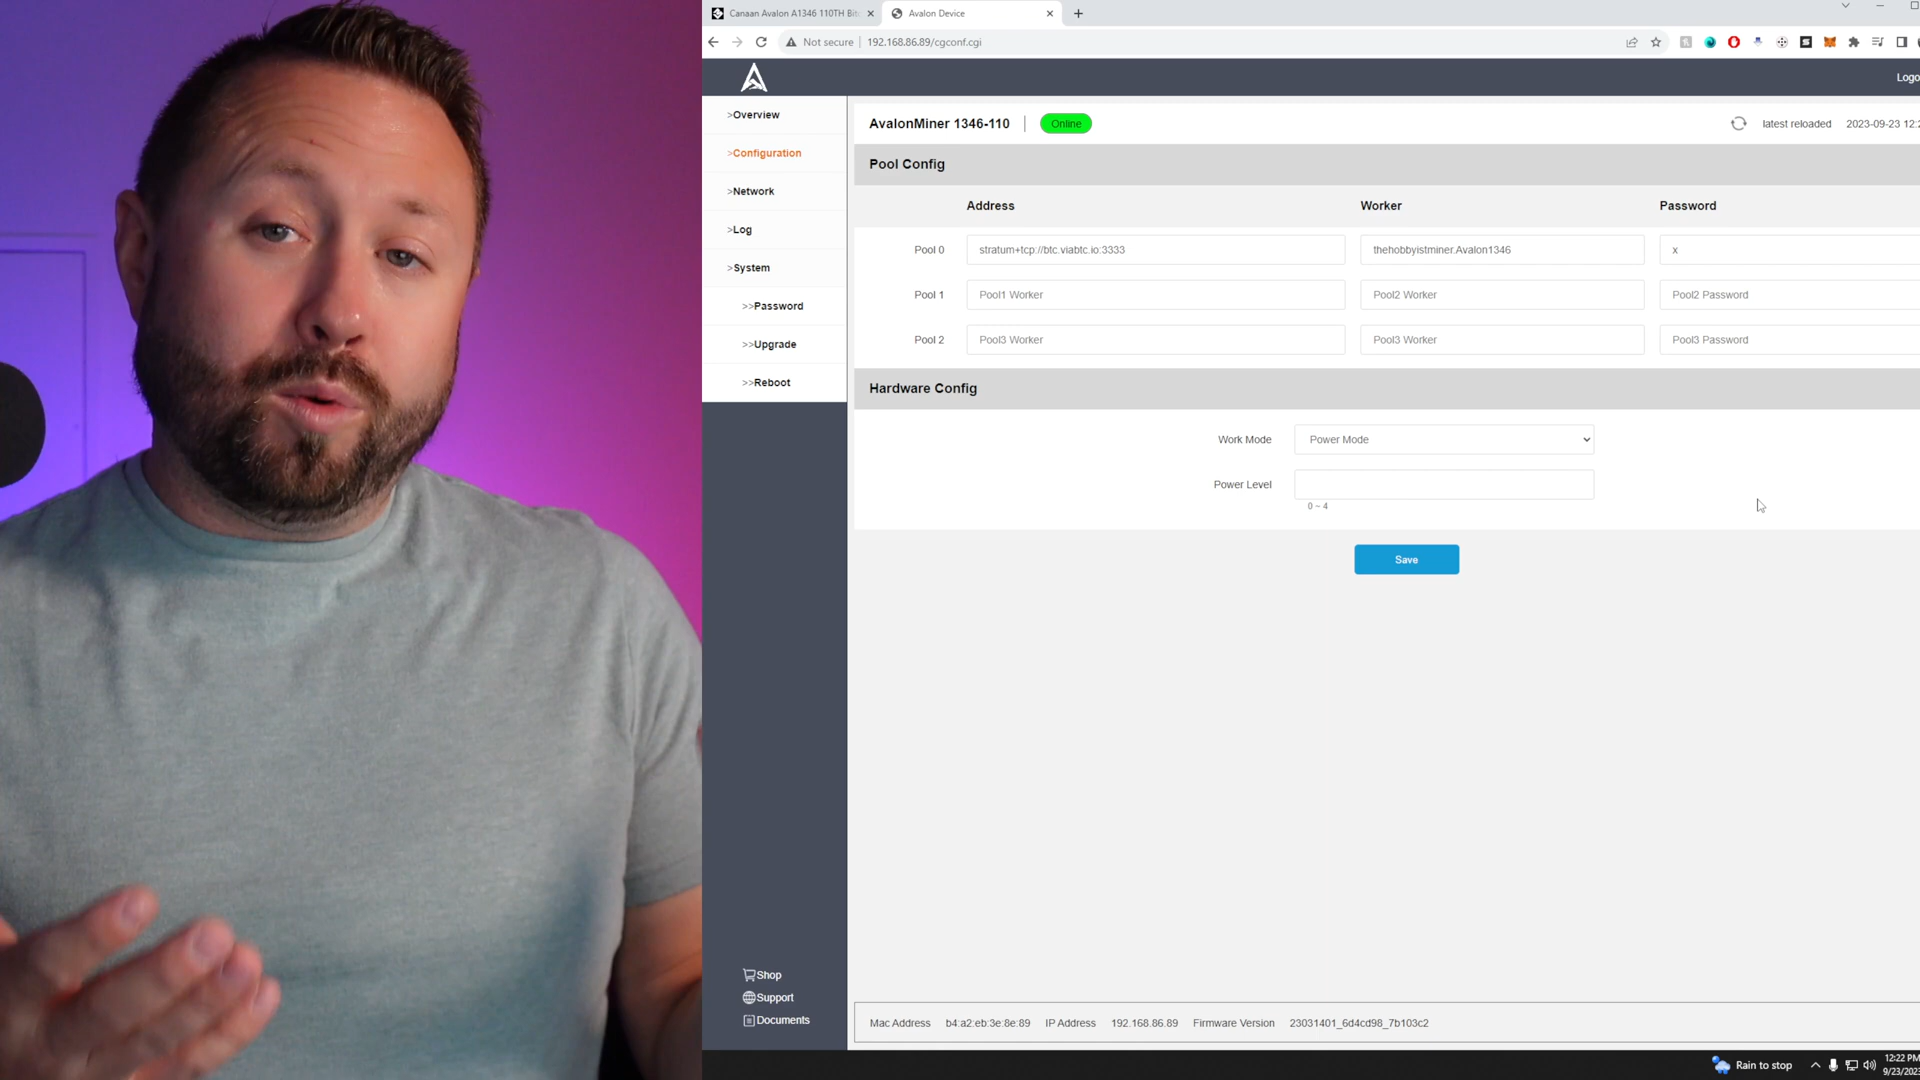 Canaan Avalon A1346 110TH Bit
Avalon Device
Not secure
192.168.86.89/cgconf.cgi
Logo
>Overview
>Configuration
>Network
>Log
>System
>>Password
>>Upgrade
>>Reboot
AvalonMiner 1346-110
Online
latest reloaded 2023-09-23 12:2
Pool Config
Address Worker Password
Pool 0 stratum+tcp://btc.viabtc.io:3333 thehobbyistminer.Avalon1346 x
Pool 1 Pool1 Worker Pool2 Worker Pool2 Password
Pool 2 Pool3 Worker Pool3 Worker Pool3 Password
Hardware Config
Work Mode Power Mode
Power Level
0 ~ 4
Save
Shop
Support
Documents
Mac Address b4:a2:eb:3e:8e:89 IP Address 192.168.86.89 Firmware Version 23031401_6d4cd98_7b103c2
Rain to stop
12:22 PM
9/23/2023